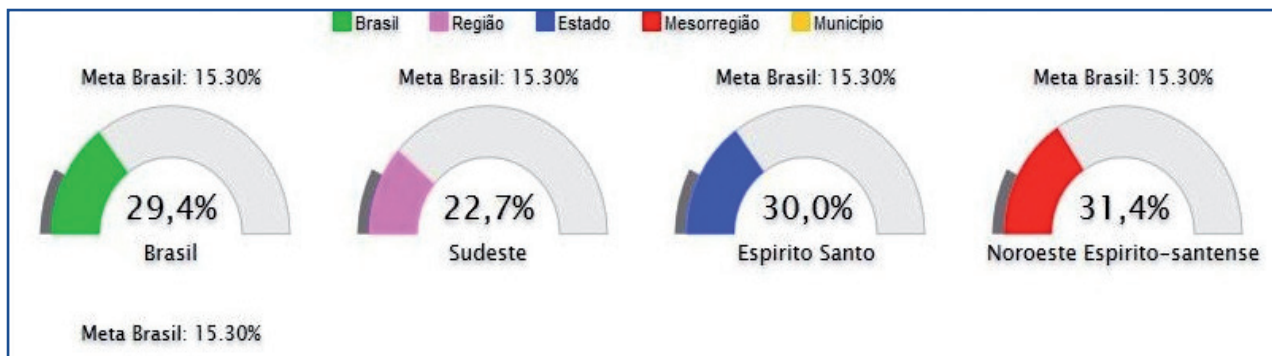 Brasil Região Estado Mesorregião Município
Meta Brasil: 15.30% Meta Brasil: 15.30% Meta Brasil: 15.30% Meta Brasil: 15.30%
29,4% 22,7% 30,0% 31,4%
Brasil Sudeste Espirito Santo Noroeste Espirito-santense
Meta Brasil: 15.30%